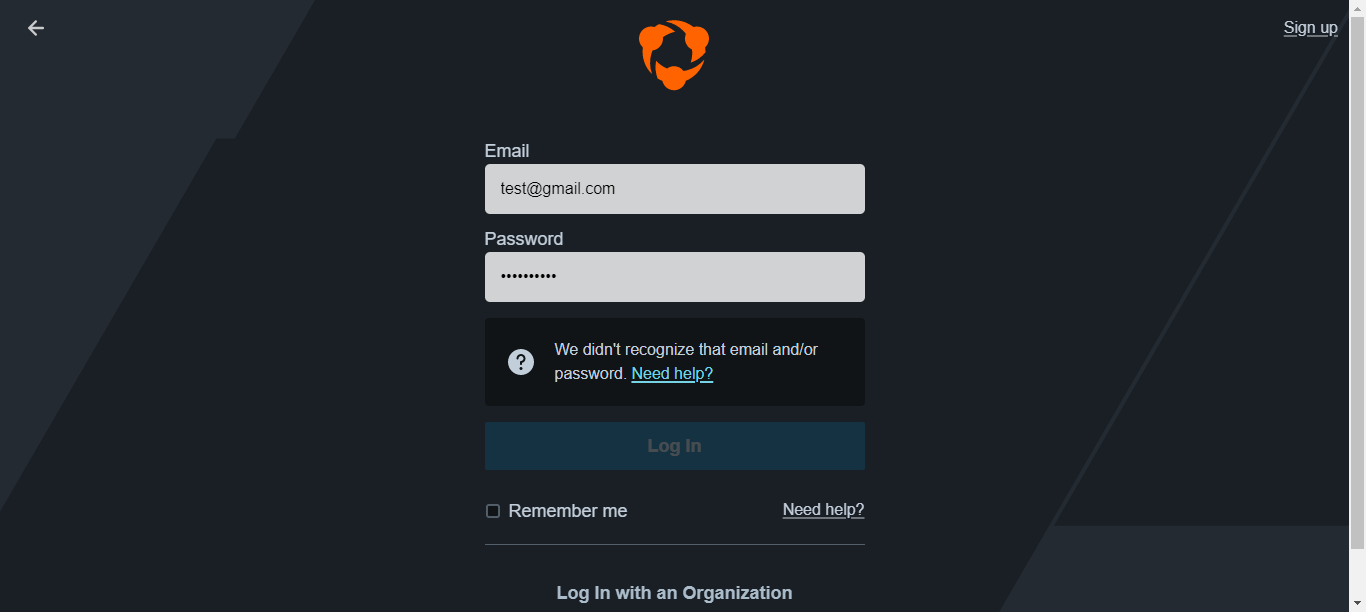 Sign up
Email
test@gmail.com
Password
••••••••••
We didn't recognize that email and/or
password. Need help?
Log In
Remember me
Need help?
Log In with an Organization